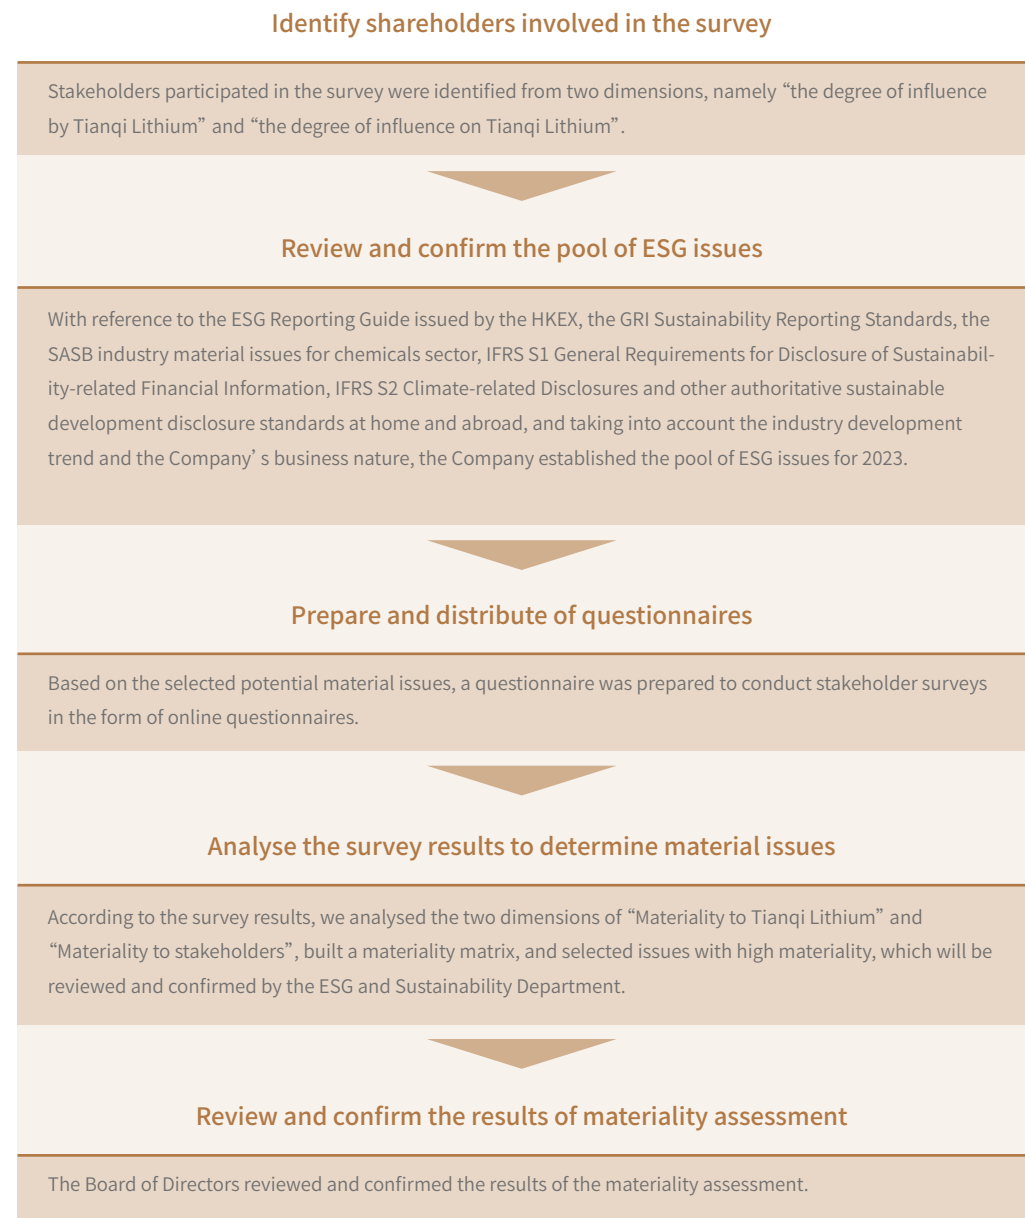 Identify shareholders involved in the survey
Stakeholders participated in the survey were identified from two dimensions, namely “the degree of influence
by Tianqi Lithium” and “the degree of influence on Tianqi Lithium”.
Review and confirm the pool of ESG issues
With reference to the ESG Reporting Guide issued by the HKEX, the GRI Sustainability Reporting Standards, the
SASB industry material issues for chemicals sector, IFRS S1 General Requirements for Disclosure of Sustainabil-
ity-related Financial Information, IFRS S2 Climate-related Disclosures and other authoritative sustainable
development disclosure standards at home and abroad, and taking into account the industry development
trend and the Company’ s business nature, the Company established the pool of ESG issues for 2023.
Prepare and distribute of questionnaires
Based on the selected potential material issues, a questionnaire was prepared to conduct stakeholder surveys
in the form of online questionnaires.
Analyse the survey results to determine material issues
According to the survey results, we analysed the two dimensions of “Materiality to Tianqi Lithium” and
“Materiality to stakeholders”, built a materiality matrix, and selected issues with high materiality, which will be
reviewed and confirmed by the ESG and Sustainability Department.
Review and confirm the results of materiality assessment
The Board of Directors reviewed and confirmed the results of the materiality assessment.